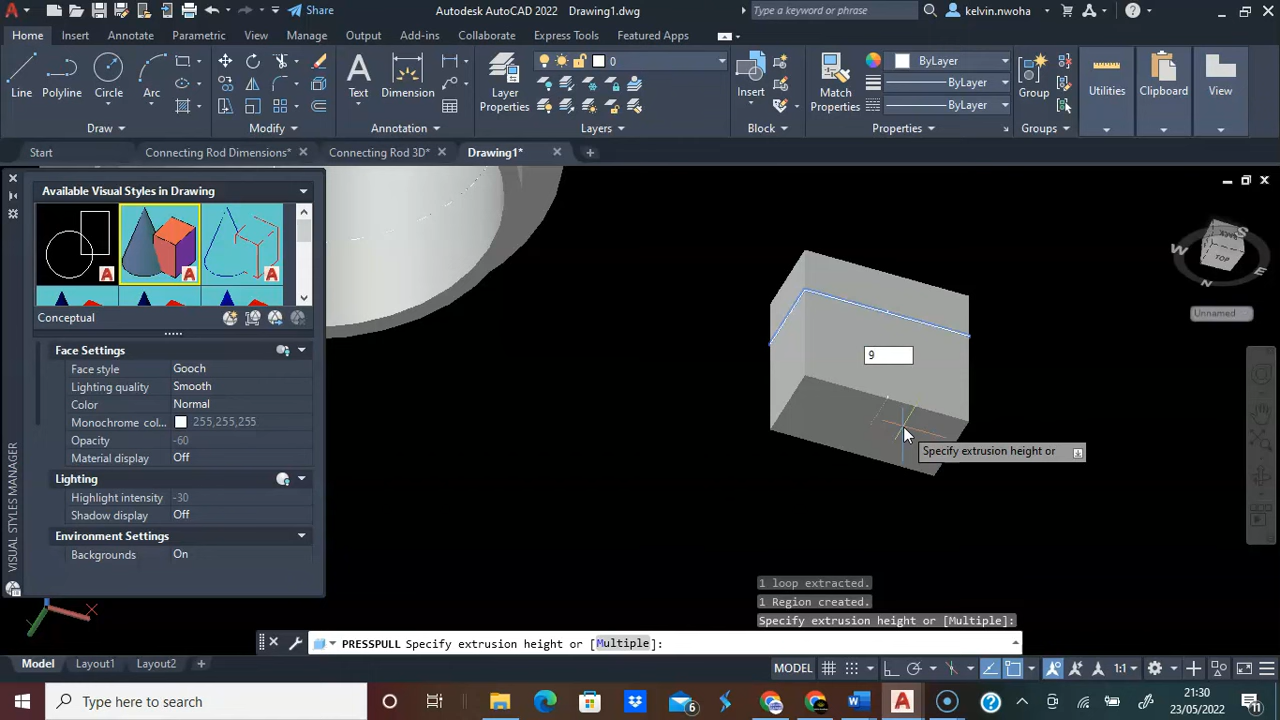 Share
Autodesk AutoCAD 2022 Drawing1.dwg
Type a keyword or phrase
kelvin.nwoha
Home Insert Annotate Parametric View Manage Output Add-ins Collaborate Express Tools Featured Apps
0
ByLayer
ByLayer
ByLayer
Line Polyline Circle Arc
Text Dimension
Layer Properties
Insert
Match Properties
Group
Utilities
Clipboard
View
Draw Modify Annotation Layers Block Properties Groups
Start Connecting Rod Dimensions* Connecting Rod 3D* Drawing1*
Available Visual Styles in Drawing
Conceptual
Face Settings
Face style Gooch
Lighting quality Smooth
Color Normal
Monochrome col... 255,255,255
Opacity -60
Material display Off
Lighting
Highlight intensity -30
Shadow display Off
Environment Settings
Backgrounds On
VISUAL STYLES MANAGER
W S E N
TOP
Unnamed
9
Specify extrusion height or
1 loop extracted.
1 Region created.
Specify extrusion height or [Multiple]:
PRESSPULL Specify extrusion height or [Multiple]:
Model Layout1 Layout2
MODEL
1:1
Type here to search
6
21:30
23/05/2022
11